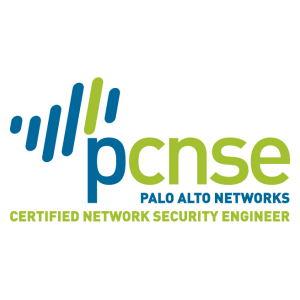 pcnse
PALO ALTO NETWORKS
CERTIFIED NETWORK SECURITY ENGINEER